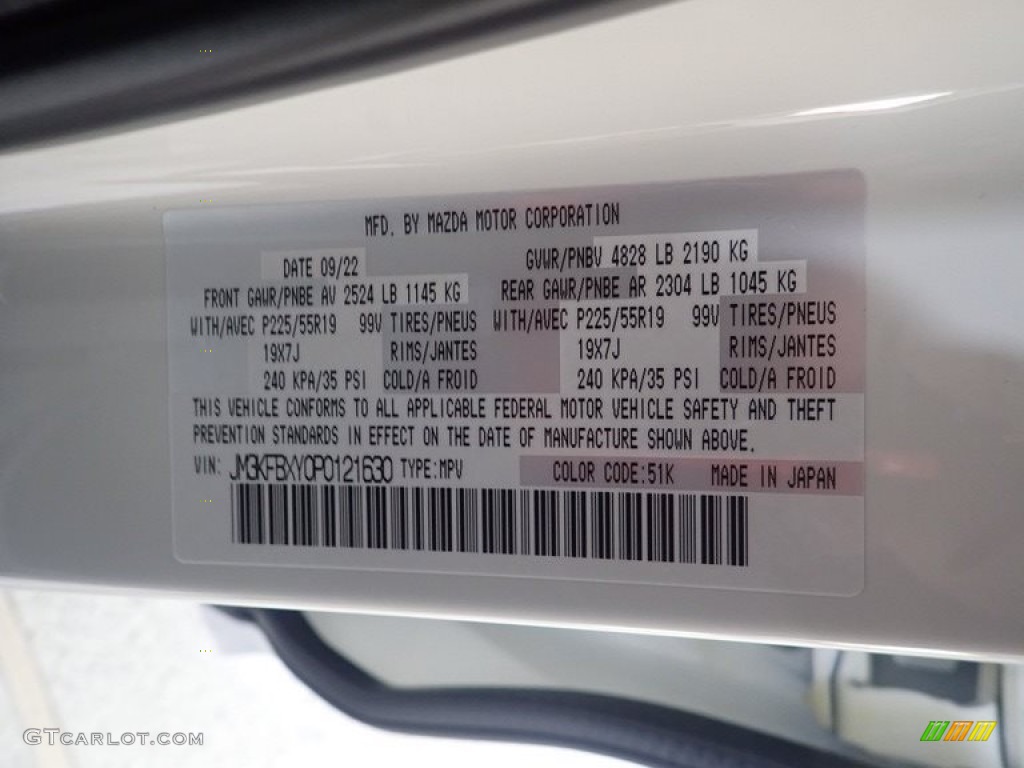 MFD. BY MAZDA MOTOR CORPORATION
DATE 09/22 GVWR/PNBV 4828 LB 2190 KG
FRONT GAWR/PNBE AV 2524 LB 1145 KG REAR GAWR/PNBE AR 2304 LB 1045 KG
WITH/AVEC P225/55R19 99V TIRES/PNEUS WITH/AVEC P225/55R19 99V TIRES/PNEUS
19X7J RIMS/JANTES 19X7J RIMS/JANTES
240 KPA/35 PSI COLD/A FROID 240 KPA/35 PSI COLD/A FROID
THIS VEHICLE CONFORMS TO ALL APPLICABLE FEDERAL MOTOR VEHICLE SAFETY AND THEFT
PREVENTION STANDARDS IN EFFECT ON THE DATE OF MANUFACTURE SHOWN ABOVE.
VIN: JM3KFBXY0P0121630 TYPE:MPV COLOR CODE:51K MADE IN JAPAN
GTcarlot.com